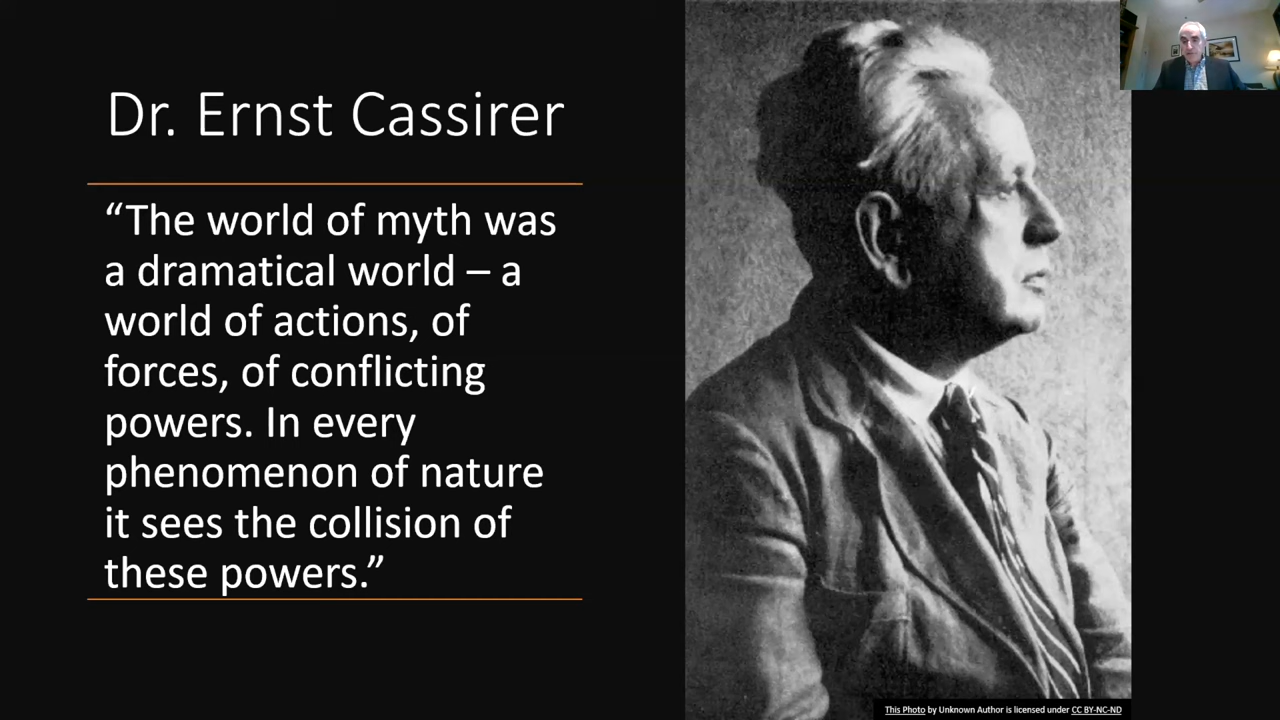 Dr. Ernst Cassirer
“The world of myth was
a dramatical world – a
world of actions, of
forces, of conflicting
powers. In every
phenomenon of nature
it sees the collision of
these powers.”
This Photo by Unknown Author is licensed under CC BY-NC-ND